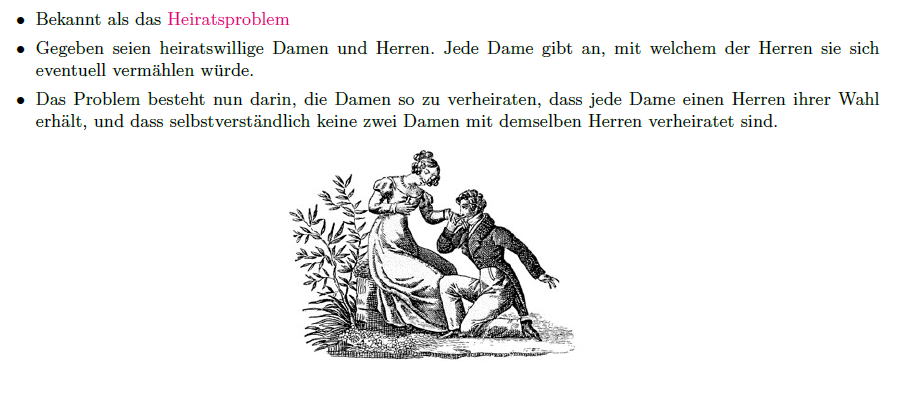 • Bekannt als das Heiratsproblem
• Gegeben seien heiratswillige Damen und Herren. Jede Dame gibt an, mit welchem der Herren sie sich
eventuell vermählen würde.
• Das Problem besteht nun darin, die Damen so zu verheiraten, dass jede Dame einen Herren ihrer Wahl
erhält, und dass selbstverständlich keine zwei Damen mit demselben Herren verheiratet sind.